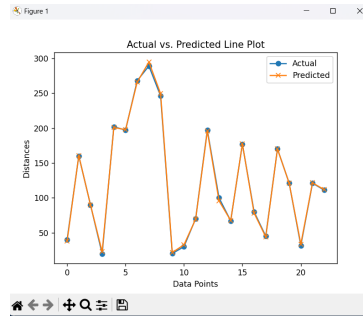 Figure 1
Actual vs. Predicted Line Plot
Actual
Predicted
300
250
200
150
100
50
Distances
0 5 10 15 20
Data Points